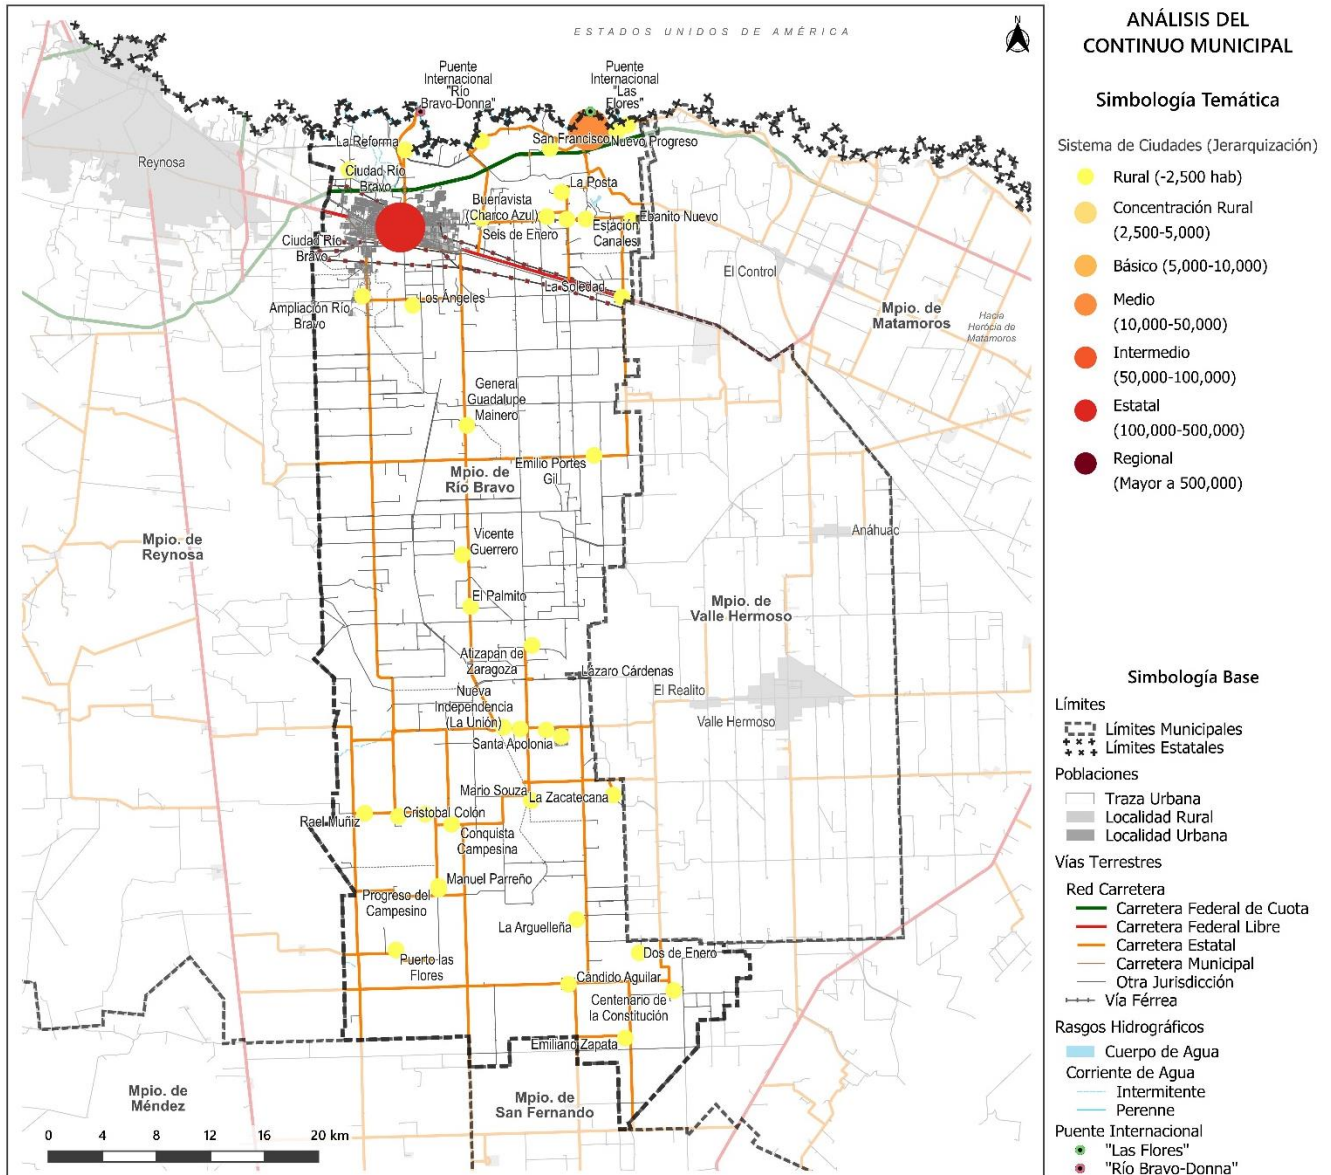 ESTADOS UNIDOS DE AMÉRICA
N
Puente
Internacional
"Río
Bravo-Donna"
Puente
Internacional
"Las
Flores"
La Reforma
San Francisco
Nuevo Progreso
Reynosa
Ciudad Río
Bravo
La Posta
Buenavista
(Charco Azul)
Ebanito Nuevo
Seis de Enero
Estación
Canales
Ciudad Río
Bravo
El Control
La Soledad
Ampliación Río
Bravo
Los Ángeles
Mpio. de
Matamoros
Hacia
Heróica de
Matamoros
General
Guadalupe
Mainero
Emilio Portes
Gil
Mpio. de
Río Bravo
Mpio. de
Reynosa
Vicente
Guerrero
Anáhuac
El Palmito
Mpio. de
Valle Hermoso
Atizapán de
Zaragoza
Lázaro Cárdenas
El Realito
Nueva
Independencia
(La Unión)
Valle Hermoso
Santa Apolonia
Mario Souza
La Zacatecana
Rael Muñiz
Cristobal Colón
Conquista
Campesina
Manuel Parreño
Progreso del
Campesino
La Arguelleña
Puerto las
Flores
Dos de Enero
Cándido Aguilar
Centenario de
la Constitución
Emiliano Zapata
Mpio. de
Méndez
Mpio. de
San Fernando
0 4 8 12 16 20 km
ANÁLISIS DEL
CONTINUO MUNICIPAL
Simbología Temática
Sistema de Ciudades (Jerarquización)
Rural (-2,500 hab)
Concentración Rural
(2,500-5,000)
Básico (5,000-10,000)
Medio
(10,000-50,000)
Intermedio
(50,000-100,000)
Estatal
(100,000-500,000)
Regional
(Mayor a 500,000)
Simbología Base
Límites
Límites Municipales
Límites Estatales
Poblaciones
Traza Urbana
Localidad Rural
Localidad Urbana
Vías Terrestres
Red Carretera
Carretera Federal de Cuota
Carretera Federal Libre
Carretera Estatal
Carretera Municipal
Otra Jurisdicción
Vía Férrea
Rasgos Hidrográficos
Cuerpo de Agua
Corriente de Agua
Intermitente
Perenne
Puente Internacional
"Las Flores"
"Río Bravo-Donna"